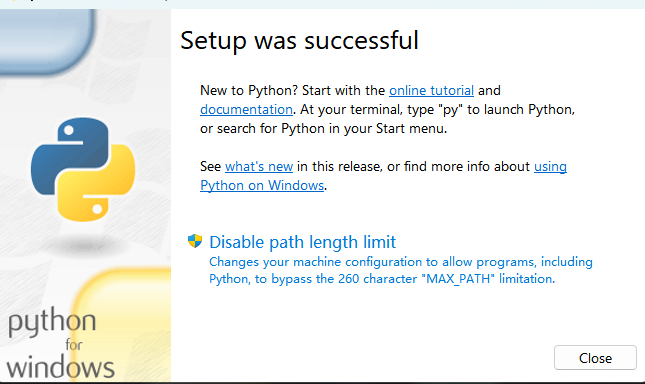 Setup was successful
New to Python? Start with the online tutorial and
documentation. At your terminal, type "py" to launch Python,
or search for Python in your Start menu.
See what's new in this release, or find more info about using
Python on Windows.
Disable path length limit
Changes your machine configuration to allow programs, including
Python, to bypass the 260 character "MAX_PATH" limitation.
python
for
windows
Close